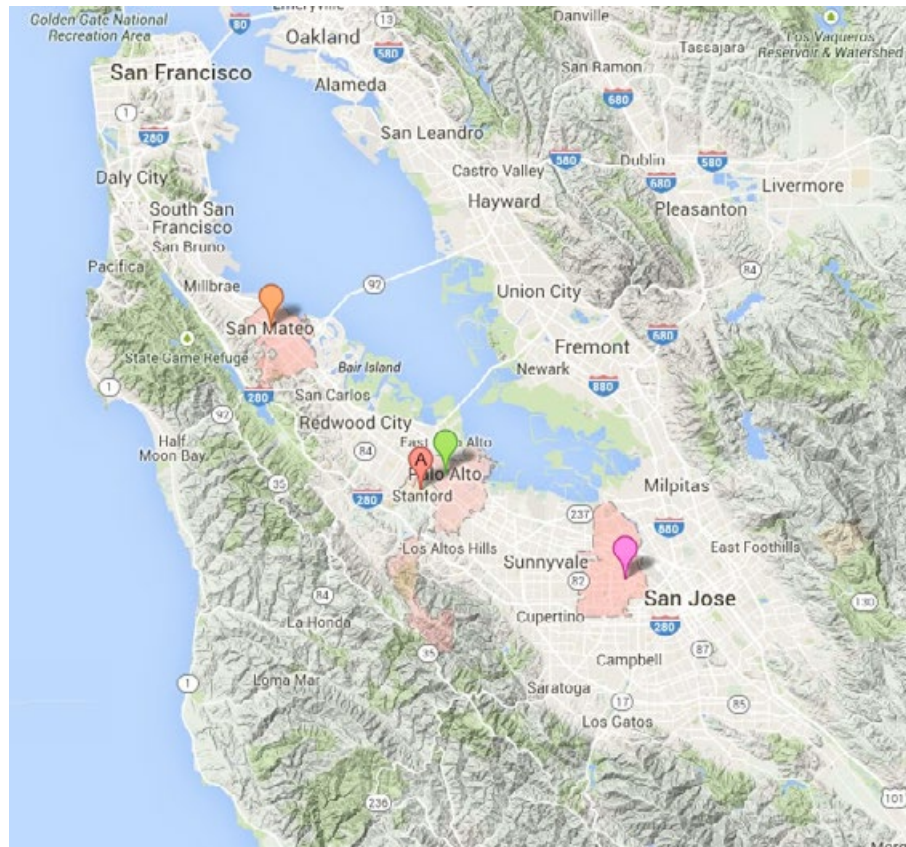 Golden Gate National
Recreation Area
Emeryville
80
13
Danville
Los Vaqueros
Reservoir & Watershed
Oakland
580
Tassajara
San Ramon
San Francisco
Alameda
680
1
280
San Leandro
Castro Valley
580
Dublin
580
Daly City
680
Livermore
Hayward
Pleasanton
South San
Francisco
San Bruno
Pacifica
Millbrae
92
84
Union City
San Mateo
680
State Game Refuge
Fremont
Bair Island
Newark
1
280
San Carlos
880
92
Redwood City
Half
Moon Bay
84
East Palo Alto
A
Palo Alto
35
Stanford
280
Milpitas
237
880
Los Altos Hills
East Foothills
Sunnyvale
82
84
San Jose
130
La Honda
Cupertino
280
35
87
Campbell
Loma Mar
1
Saratoga
17
85
Los Gatos
236
101